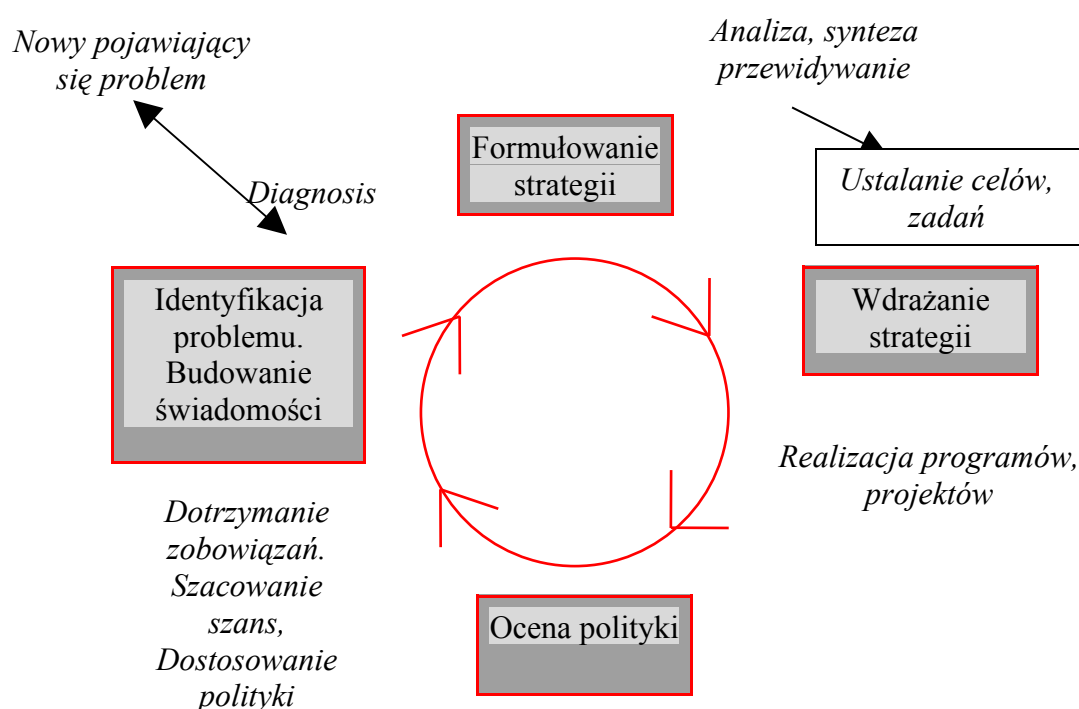 Nowy pojawiający
się problem
Analiza, synteza
przewidywanie
Formułowanie
strategii
Diagnosis
Ustalanie celów,
zadań
Identyfikacja
problemu.
Budowanie
świadomości
Wdrażanie
strategii
Realizacja programów,
projektów
Dotrzymanie
zobowiązań.
Szacowanie
szans,
Dostosowanie
polityki
Ocena polityki